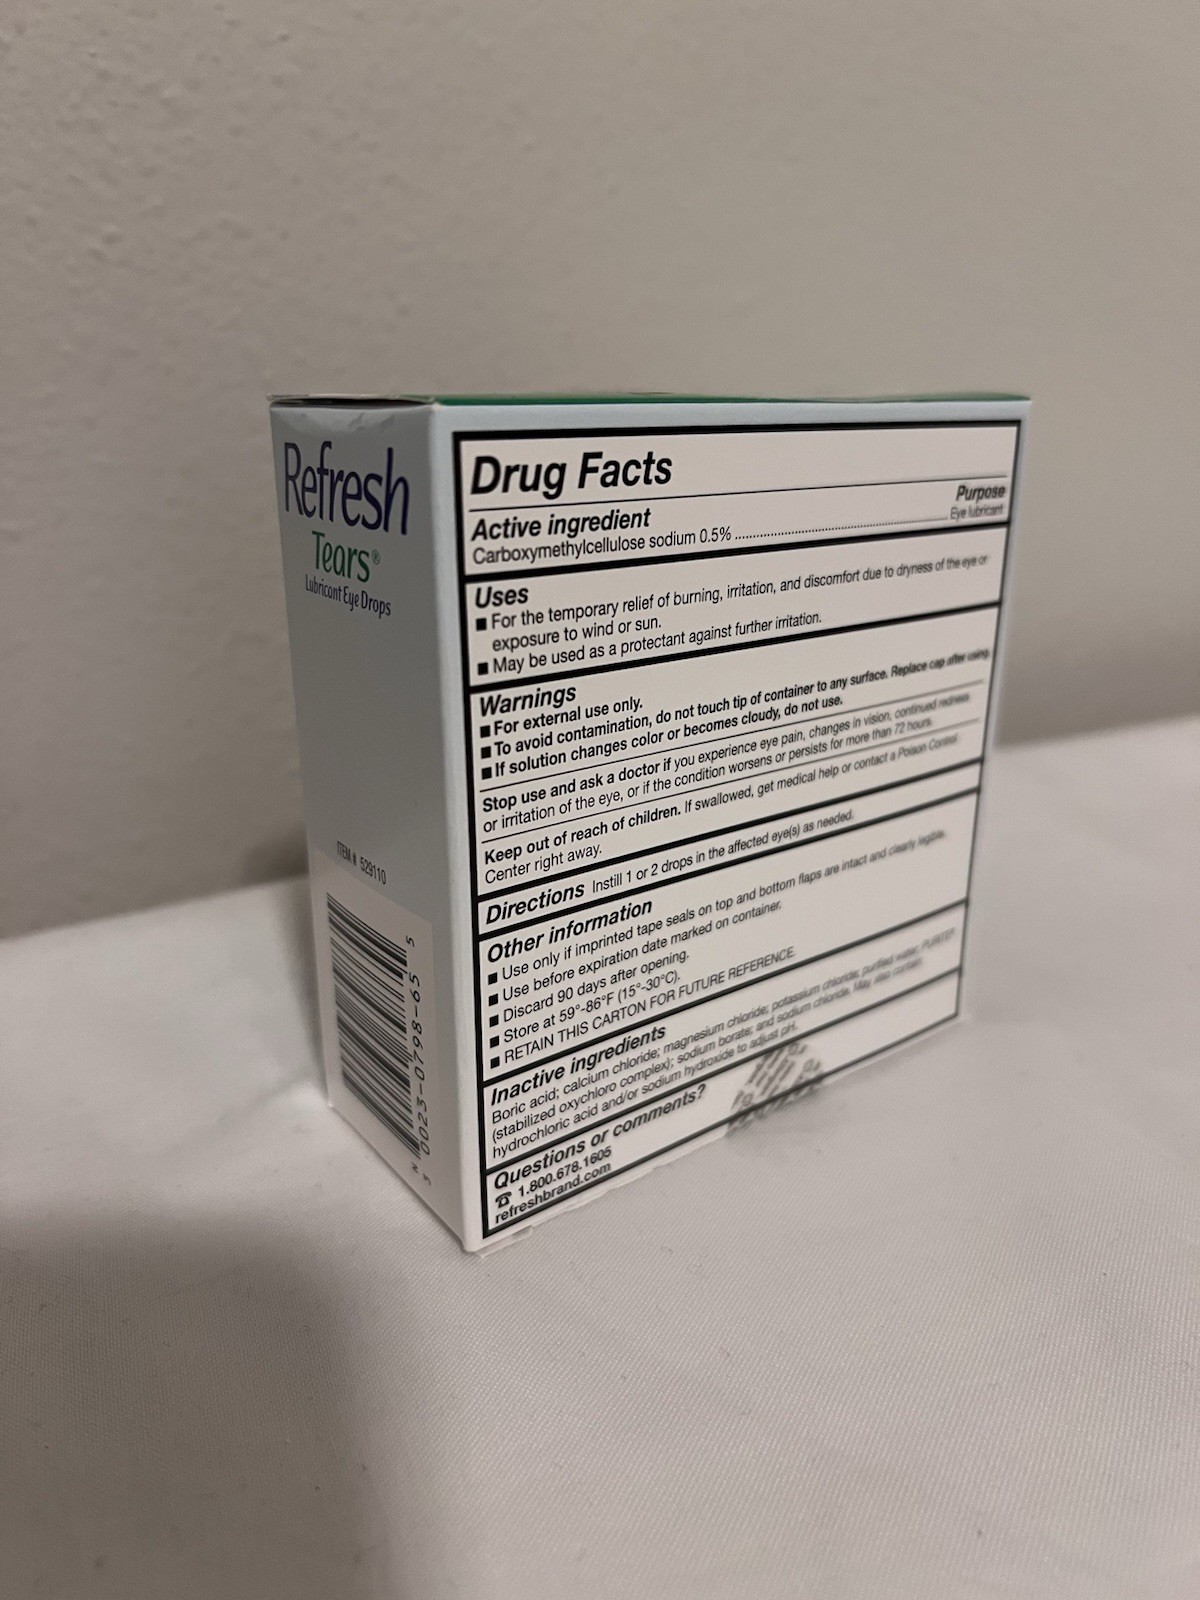 Refresh
Tears®
Lubricant Eye Drops
ITEM # 529110
N
3 0023-0798-65 5
Drug Facts
Active ingredient
Purpose
Carboxymethylcellulose sodium 0.5% ........................................................ Eye lubricant
Uses
■ For the temporary relief of burning, irritation, and discomfort due to dryness of the eye or
exposure to wind or sun.
■ May be used as a protectant against further irritation.
Warnings
■ For external use only.
■ To avoid contamination, do not touch tip of container to any surface. Replace cap after using.
■ If solution changes color or becomes cloudy, do not use.
Stop use and ask a doctor if you experience eye pain, changes in vision, continued redness
or irritation of the eye, or if the condition worsens or persists for more than 72 hours.
Keep out of reach of children. If swallowed, get medical help or contact a Poison Control
Center right away.
Directions Instill 1 or 2 drops in the affected eye(s) as needed.
Other information
■ Use only if imprinted tape seals on top and bottom flaps are intact and clearly legible.
■ Use before expiration date marked on container.
■ Discard 90 days after opening.
■ Store at 59°-86°F (15°-30°C).
■ RETAIN THIS CARTON FOR FUTURE REFERENCE.
Inactive ingredients
Boric acid; calcium chloride; magnesium chloride; potassium chloride; purified water; PURITE®
(stabilized oxychloro complex); sodium borate; and sodium chloride. May also contain
hydrochloric acid and/or sodium hydroxide to adjust pH.
Questions or comments?
☎ 1.800.678.1605
refreshbrand.com